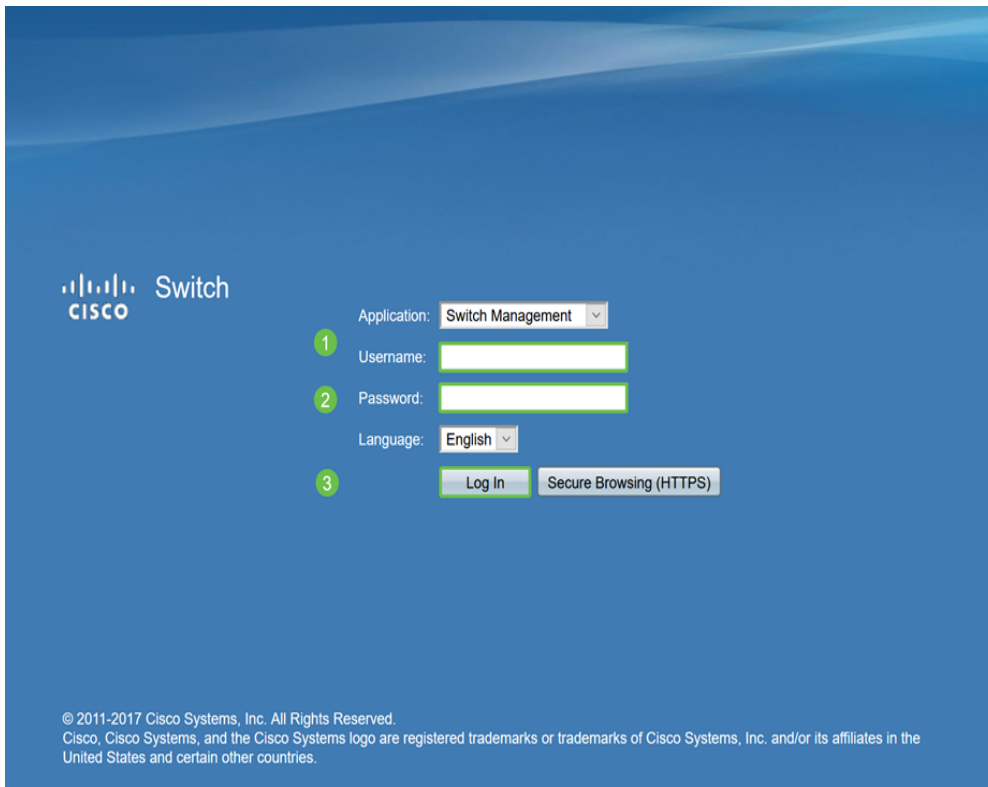 CISCO Switch
Application: Switch Management
1
Username:
2 Password:
Language: English
3 Log In Secure Browsing (HTTPS)
© 2011-2017 Cisco Systems, Inc. All Rights Reserved.
Cisco, Cisco Systems, and the Cisco Systems logo are registered trademarks or trademarks of Cisco Systems, Inc. and/or its affiliates in the
United States and certain other countries.